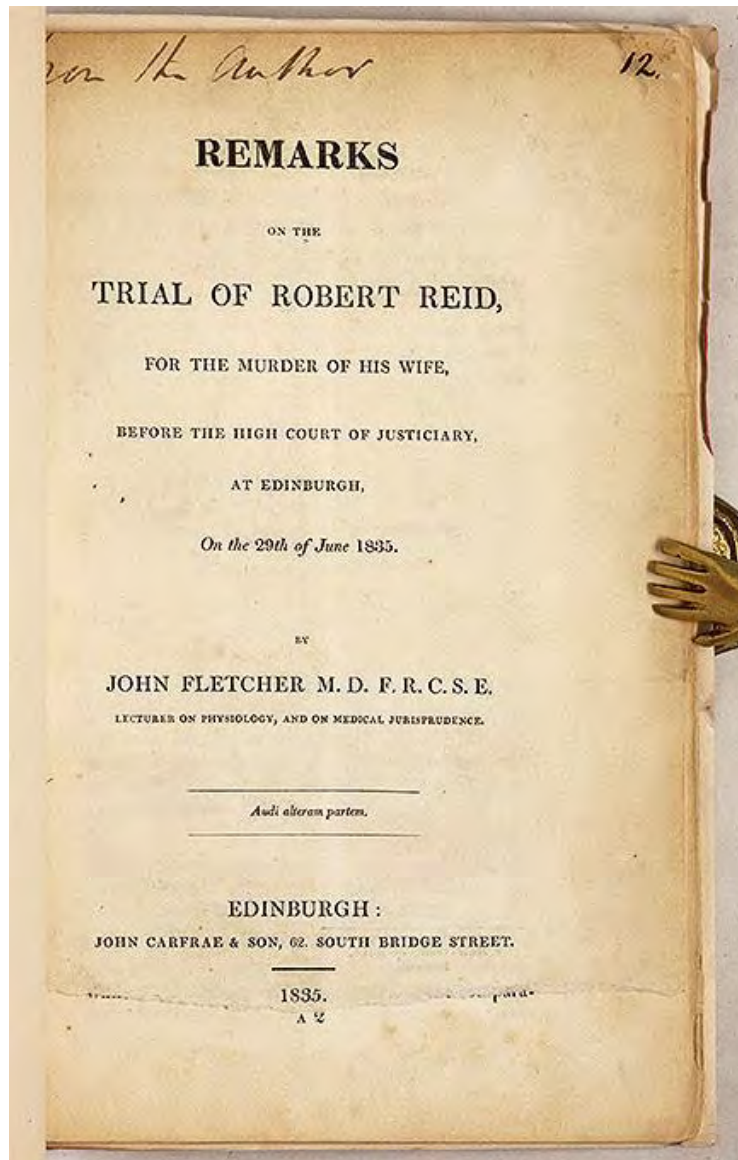 the Author
12.
REMARKS
ON THE
TRIAL OF ROBERT REID,
FOR THE MURDER OF HIS WIFE,
BEFORE THE HIGH COURT OF JUSTICIARY,
AT EDINBURGH,
On the 29th of June 1835.
BY
JOHN FLETCHER M. D. F. R. C. S. E.
LECTURER ON PHYSIOLOGY, AND ON MEDICAL JURISPRUDENCE.
Audi alteram partem.
EDINBURGH:
JOHN CARFRAE & SON, 62. SOUTH BRIDGE STREET.
1835.
A 2